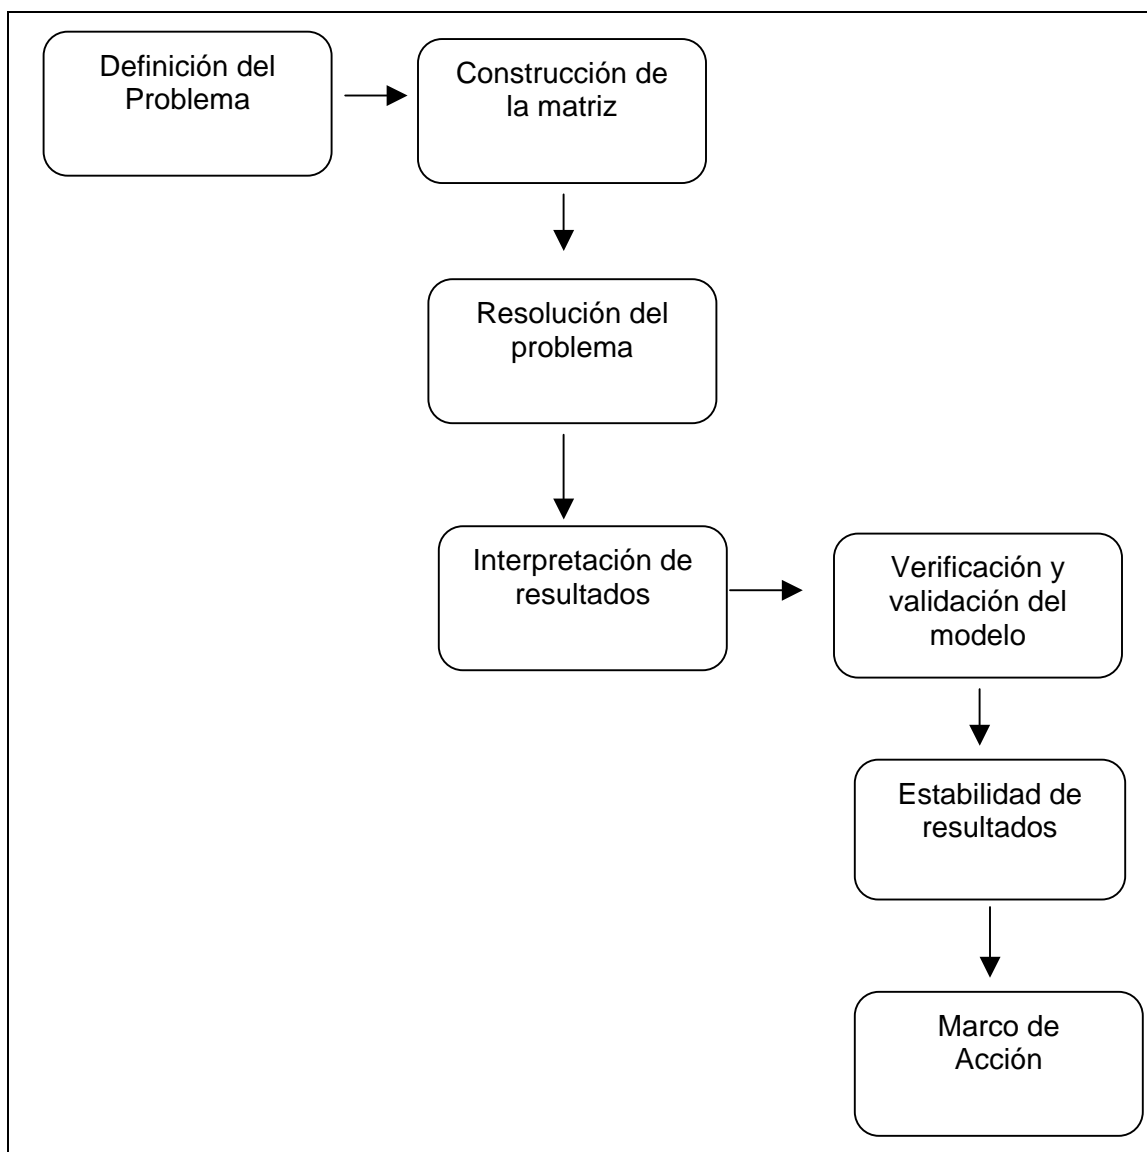 Definición del
Problema
Construcción de
la matriz
Resolución del
problema
Interpretación de
resultados
Verificación y
validación del
modelo
Estabilidad de
resultados
Marco de
Acción